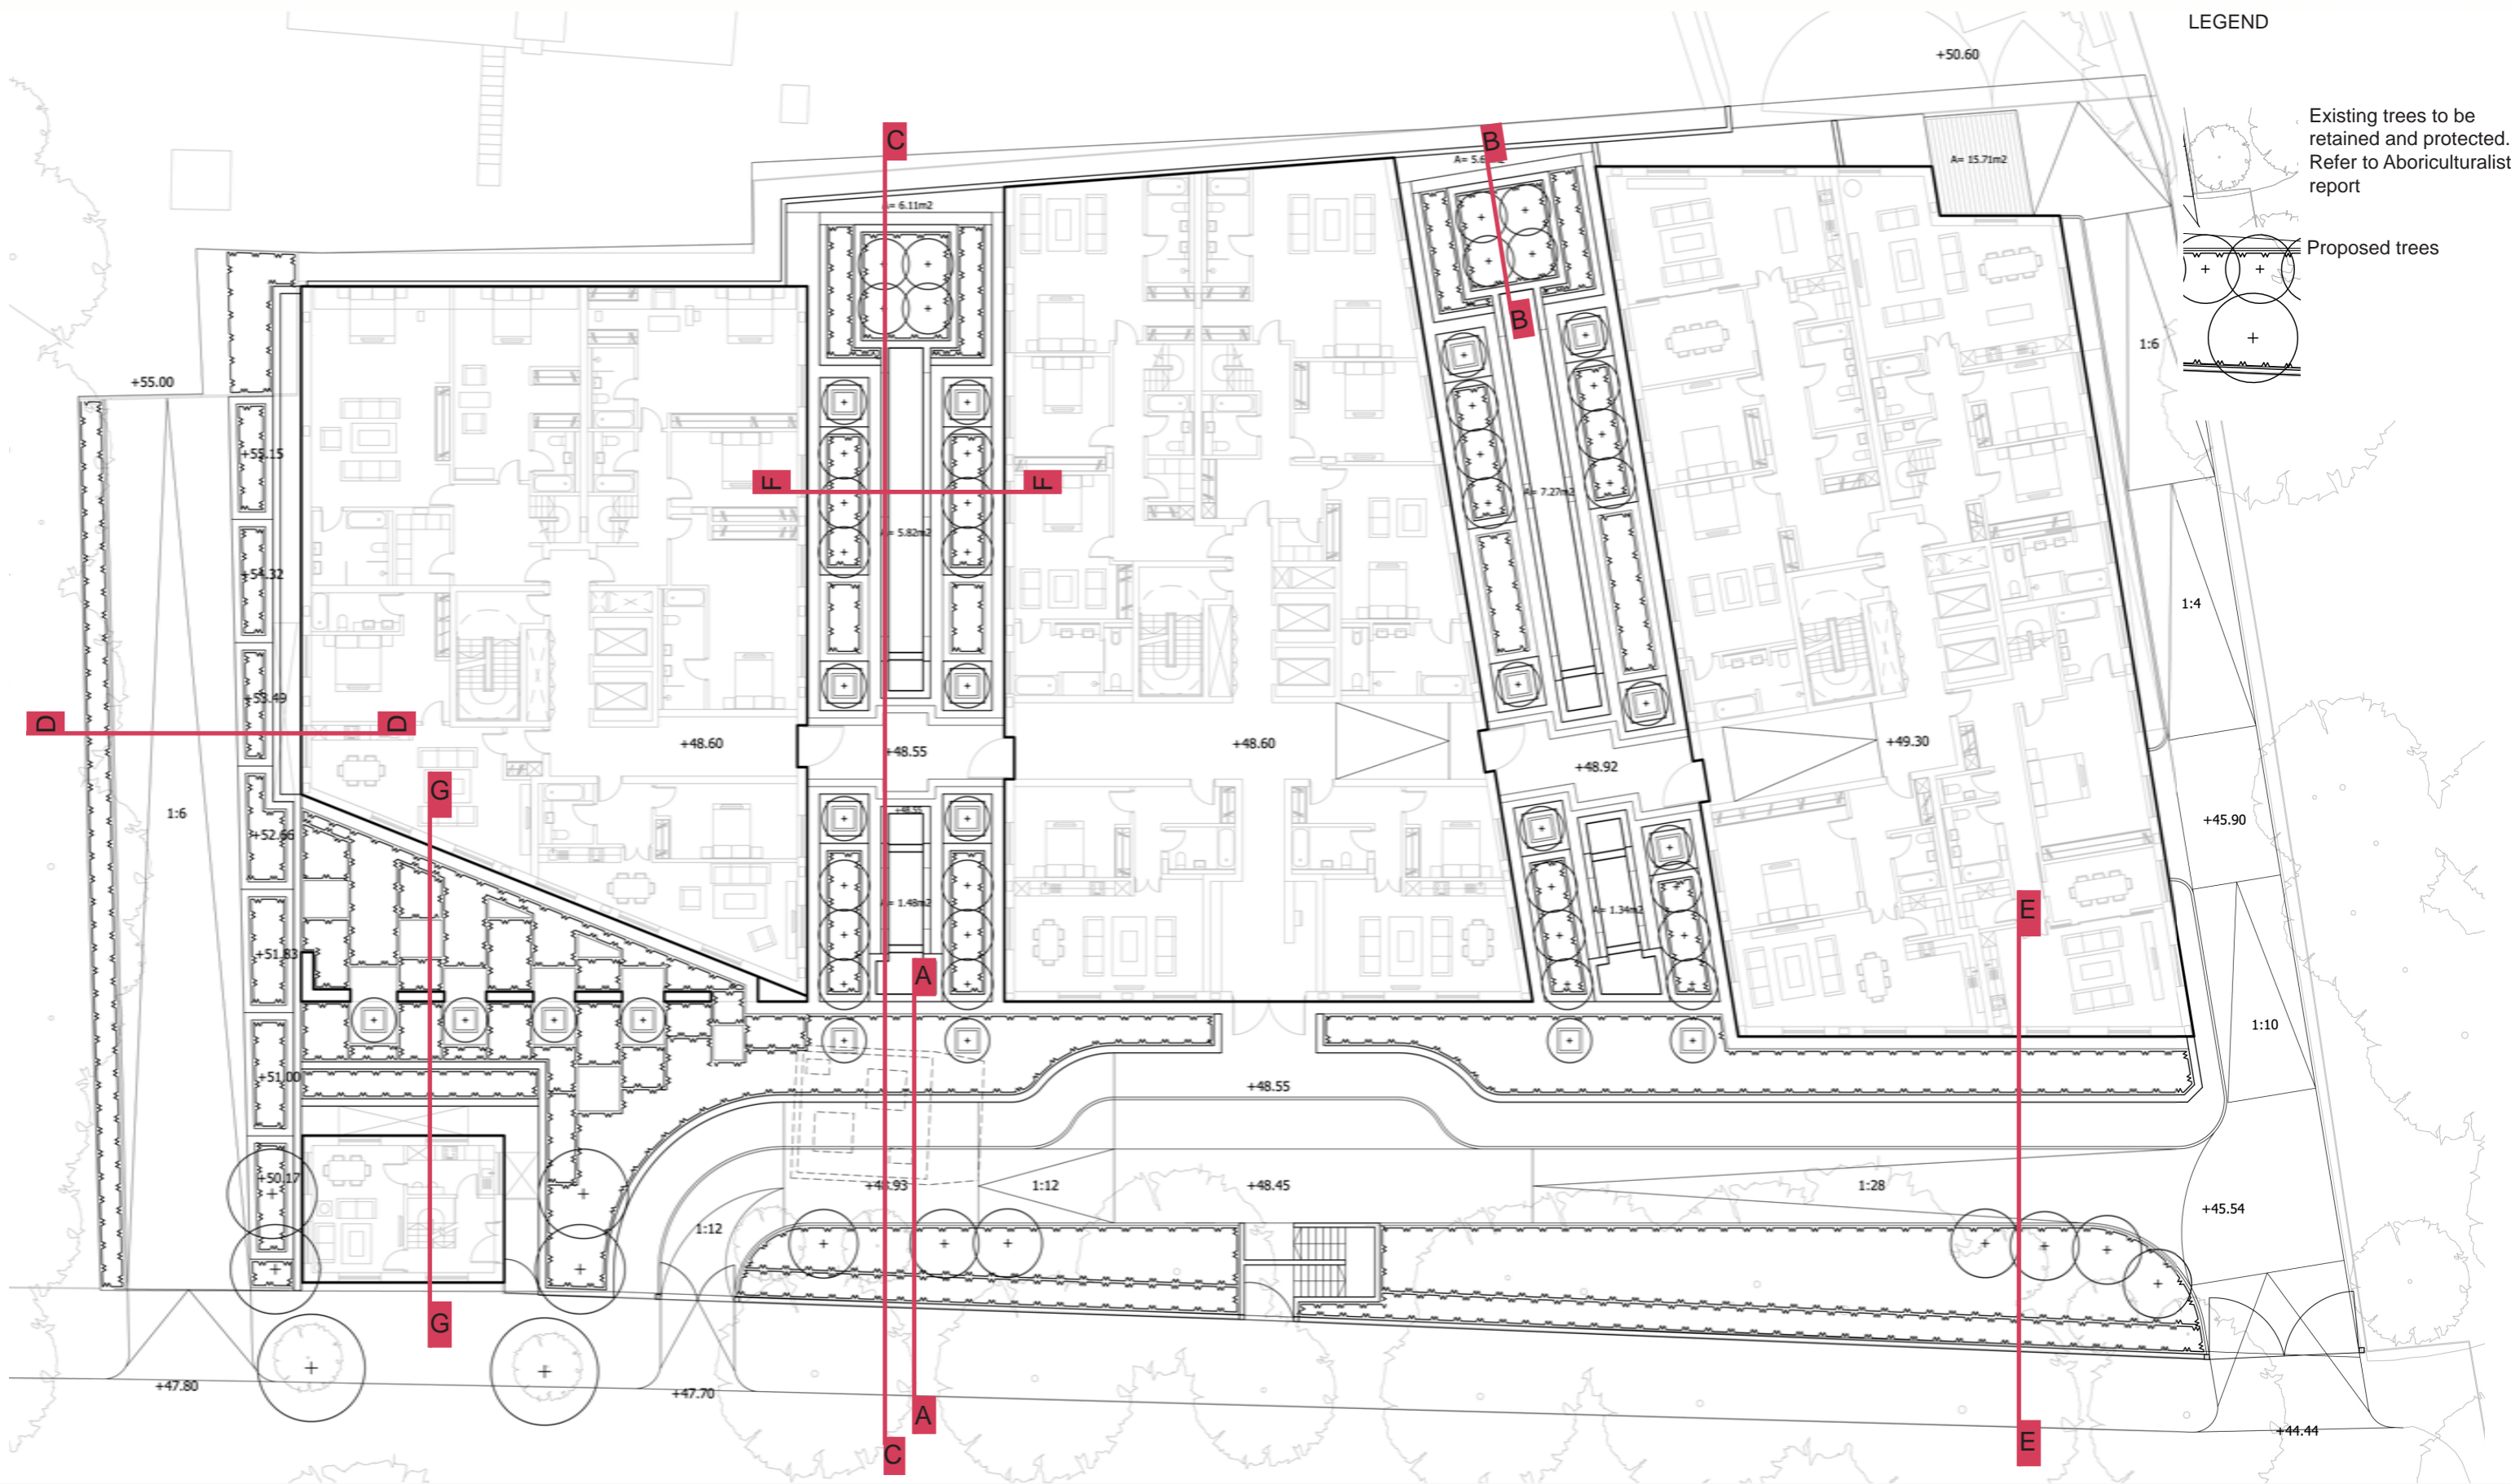 LEGEND
+50.60
Existing trees to be
retained and protected.
Refer to Aboriculturalist
report
Proposed trees
C
B
A= 15.71m2
A= 6.11m2
B
1:6
+55.00
+55.15
F
F
A= 7.27m2
A= 5.82m2
+54.32
1:4
+53.49
D
D
+48.60
+48.55
+48.60
+48.92
+49.30
G
1:6
+48.55
+45.90
+52.66
A= 1.48m2
A= 1.34m2
E
+51.83
A
1:10
+51.00
+48.55
+50.17
+48.93
1:12
+48.45
1:28
+45.54
1:12
G
+47.80
+47.70
A
+44.44
C
E